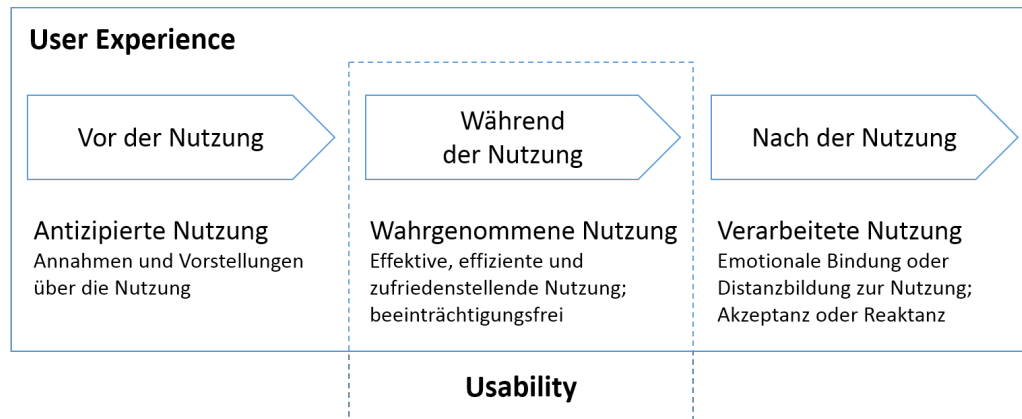 User Experience
Vor der Nutzung
Während
der Nutzung
Nach der Nutzung
Antizipierte Nutzung
Annahmen und Vorstellungen
über die Nutzung
Wahrgenommene Nutzung
Effektive, effiziente und
zufriedenstellende Nutzung;
beeinträchtigungsfrei
Verarbeitete Nutzung
Emotionale Bindung oder
Distanzbildung zur Nutzung;
Akzeptanz oder Reaktanz
Usability